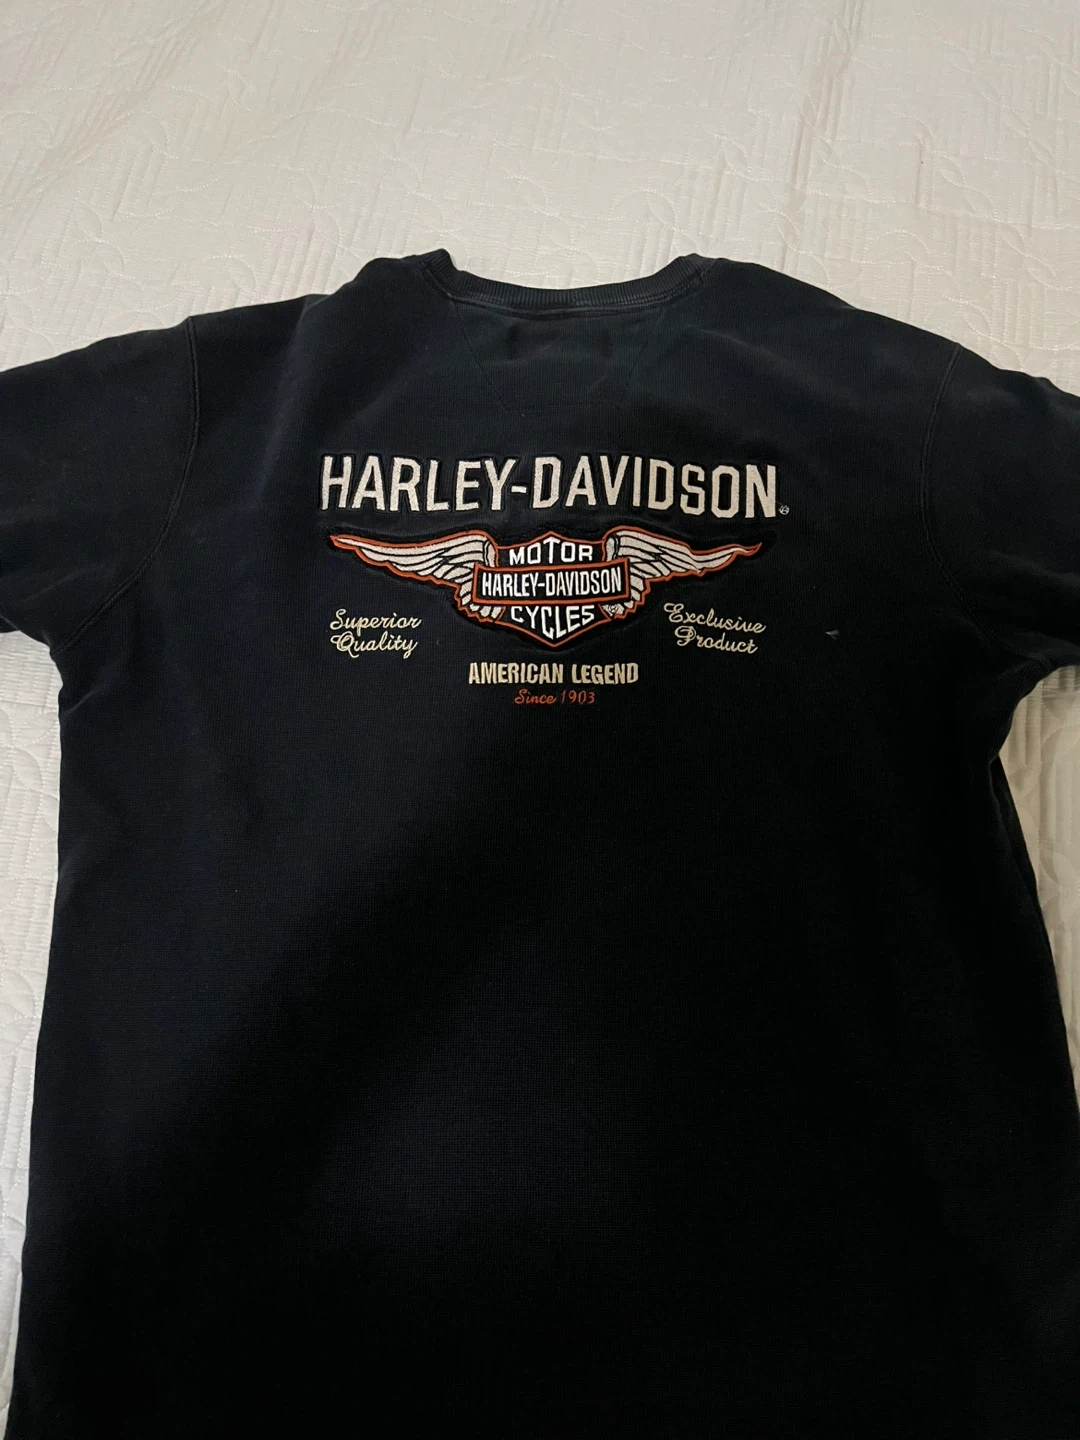 HARLEY-DAVIDSON®
MOTOR
HARLEY-DAVIDSON
CYCLES
Superior
Quality
Exclusive
Product
AMERICAN LEGEND
Since 1903